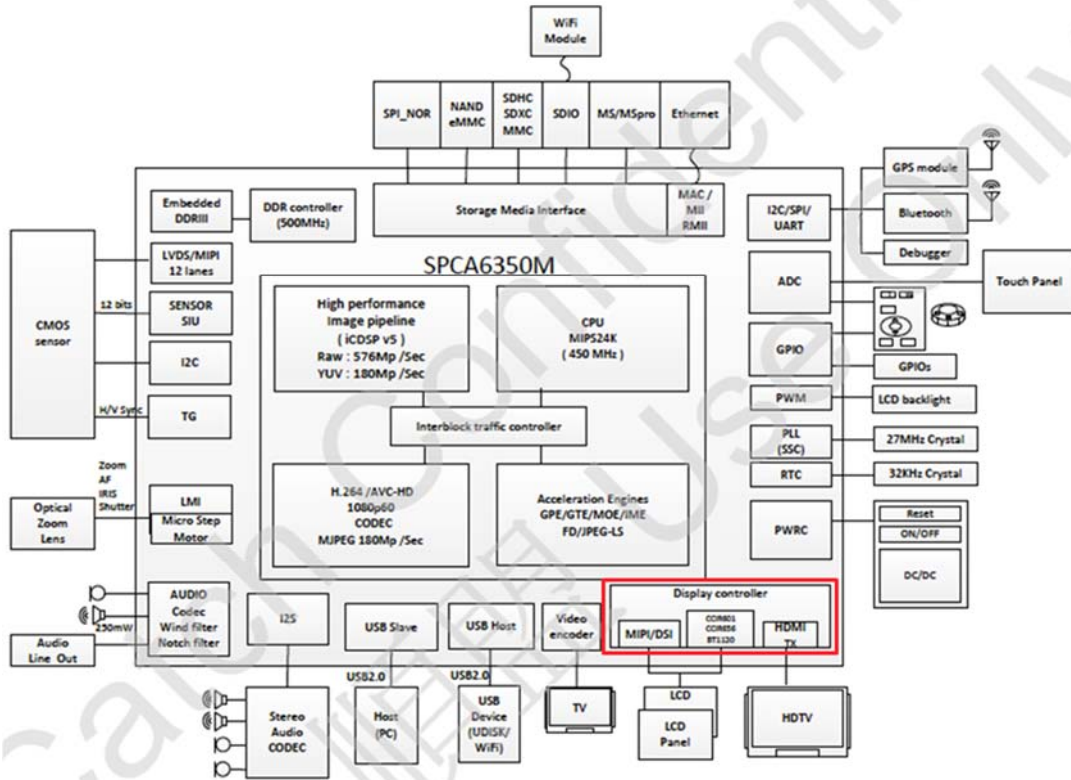 WiFi
Module
SPI_NOR
NAND
eMMC
SDHC
SDXC
MMC
SDIO
MS/MSpro
Ethernet
Embedded
DDRIII
DDR controller
(500MHz)
Storage Media Interface
MAC /
MII
RMII
I2C/SPI/
UART
GPS module
Bluetooth
Debugger
CMOS
sensor
LVDS/MIPI
12 lanes
12 bits
SENSOR
SIU
I2C
H/V Sync
TG
SPCA6350M
High performance
Image pipeline
( iCDSP v5 )
Raw : 576Mp /Sec
YUV : 180Mp /Sec
CPU
MIPS24K
( 450 MHz )
Interblock traffic controller
H.264 /AVC-HD
1080p60
CODEC
MJPEG 180Mp /Sec
Acceleration Engines
GPE/GTE/MOE/IME
FD/JPEG-LS
ADC
Touch Panel
GPIO
GPIOs
PWM
LCD backlight
PLL
(SSC)
27MHz Crystal
RTC
32KHz Crystal
PWRC
Reset
ON/OFF
DC/DC
Zoom
AF
IRIS
Shutter
Optical
Zoom
Lens
LMI
Micro Step
Motor
AUDIO
Codec
Wind filter
Notch filter
250mW
Audio
Line Out
I2S
USB Slave
USB Host
Video
encoder
Display controller
MIPI/DSI
CCIR601
CCIR656
BT1120
HDMI
TX
USB2.0
USB2.0
Stereo
Audio
CODEC
Host
(PC)
USB
Device
(UDISK/
WiFi)
TV
LCD
LCD
Panel
HDTV
Confidenti
Use Only